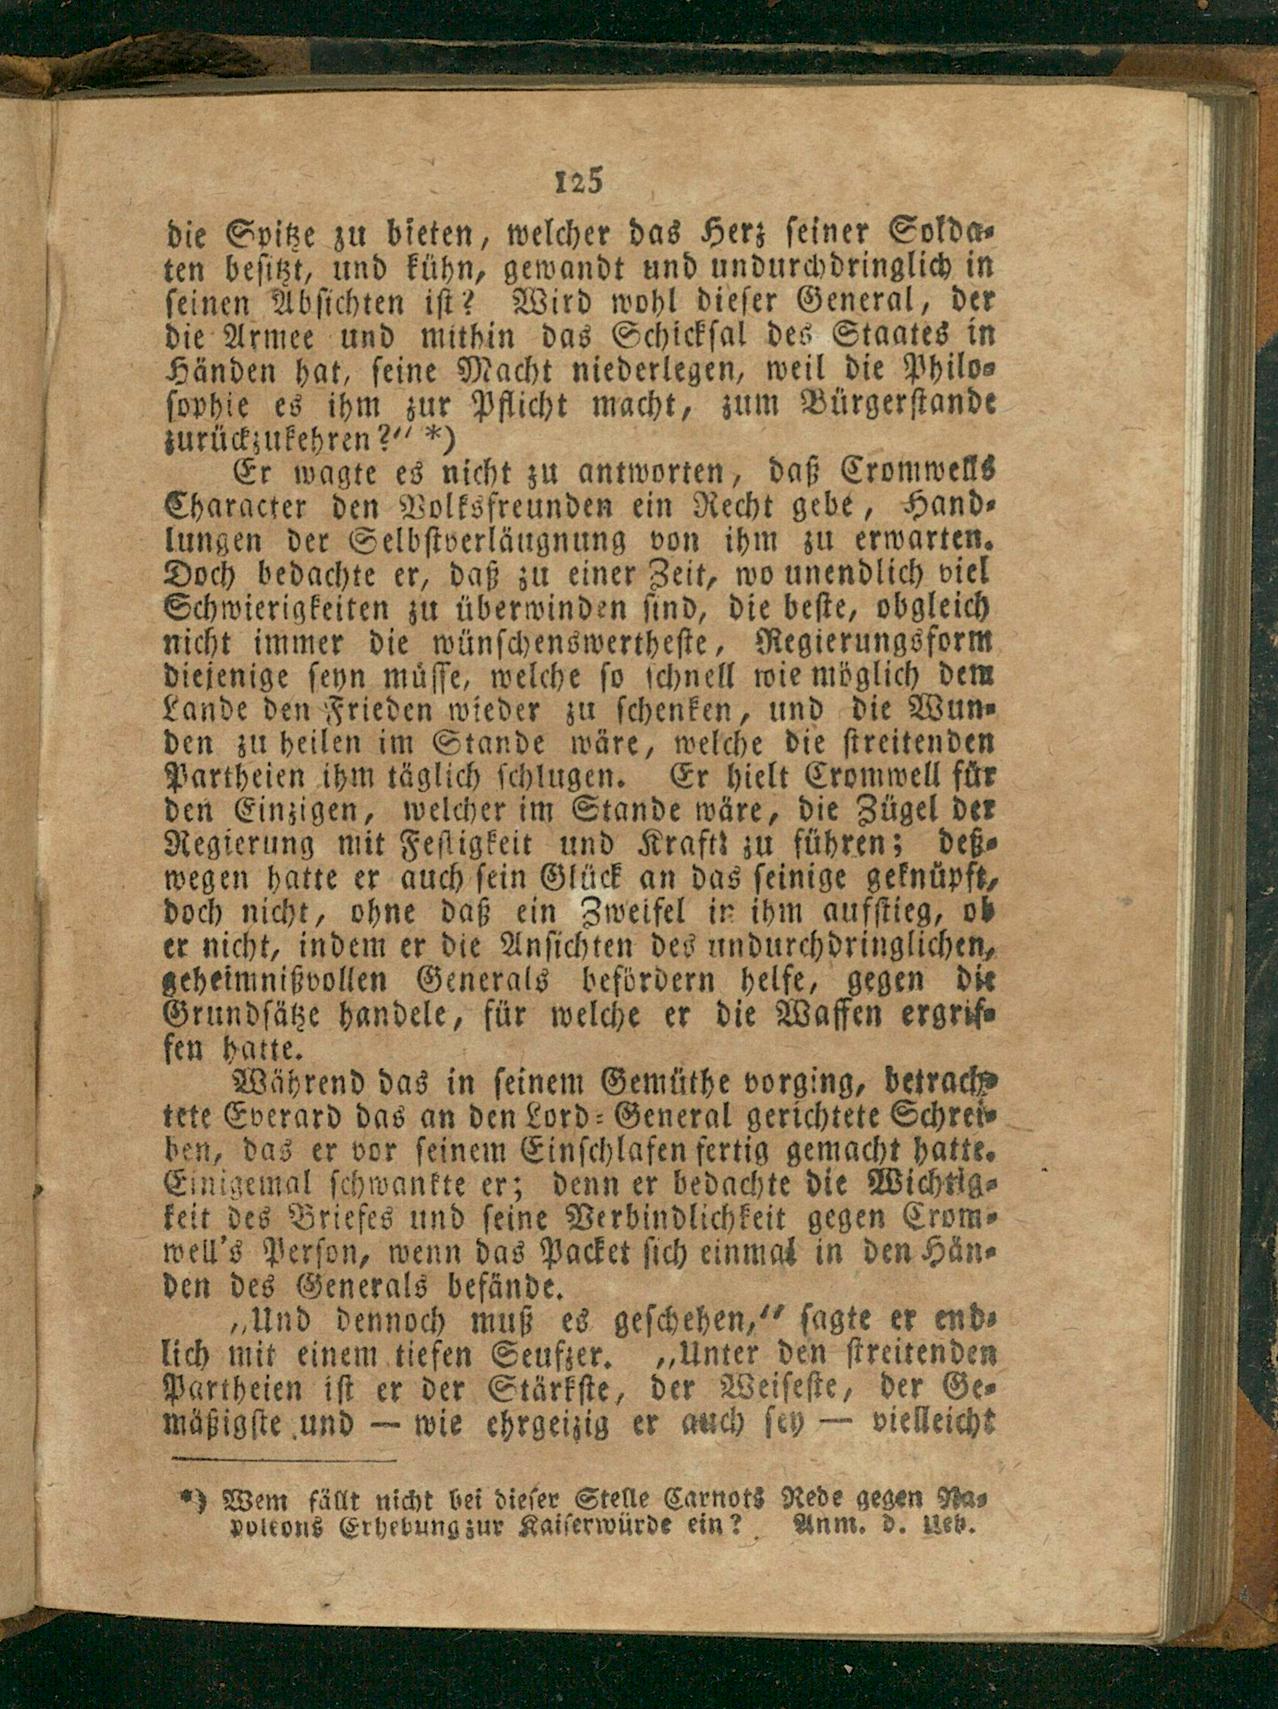 125
die Spitze zu bieten, welcher das Herz seiner Solda-
ten besitzt, und kühn, gewandt und undurchdringlich in
seinen Absichten ist? Wird wohl dieser General, der
die Armee und mithin das Schicksal des Staates in
Händen hat, seine Macht niederlegen, weil die Philo-
sophie es ihm zur Pflicht macht, zum Bürgerstande
zurückzukehren?“ *)
Er wagte es nicht zu antworten, daß Cromwells
Character den Volksfreunden ein Recht gebe, Hand-
lungen der Selbstverläugnung von ihm zu erwarten.
Doch bedachte er, daß zu einer Zeit, wo unendlich viel
Schwierigkeiten zu überwinden sind, die beste, obgleich
nicht immer die wünschenswertheste, Regierungsform
diejenige seyn müsse, welche so schnell wie möglich dem
Lande den Frieden wieder zu schenken, und die Wun-
den zu heilen im Stande wäre, welche die streitenden
Partheien ihm täglich schlugen. Er hielt Cromwell für
den Einzigen, welcher im Stande wäre, die Zügel der
Regierung mit Festigkeit und Kraft zu führen; deß-
wegen hatte er auch sein Glück an das seinige geknüpft,
doch nicht, ohne daß ein Zweifel in ihm aufstieg, ob
er nicht, indem er die Ansichten des undurchdringlichen,
geheimnißvollen Generals befördern helfe, gegen die
Grundsätze handele, für welche er die Waffen ergrif-
fen hatte.
Während das in seinem Gemüthe vorging, betrach-
tete Everard das an den Lord-General gerichtete Schrei-
ben, das er vor seinem Einschlafen fertig gemacht hatte.
Einigemal schwankte er; denn er bedachte die Wichtig-
keit des Briefes und seine Verbindlichkeit gegen Crom-
well's Person, wenn das Packet sich einmal in den Hän-
den des Generals befände.
„Und dennoch muß es geschehen,“ sagte er end-
lich mit einem tiefen Seufzer. „Unter den streitenden
Partheien ist er der Stärkste, der Weiseste, der Ge-
mäßigste und — wie ehrgeizig er auch sey — vielleicht
*) Wem fällt nicht bei dieser Stelle Carnots Rede gegen Na-
poleons Erhebung zur Kaiserwürde ein? Anm. d. Ueb.